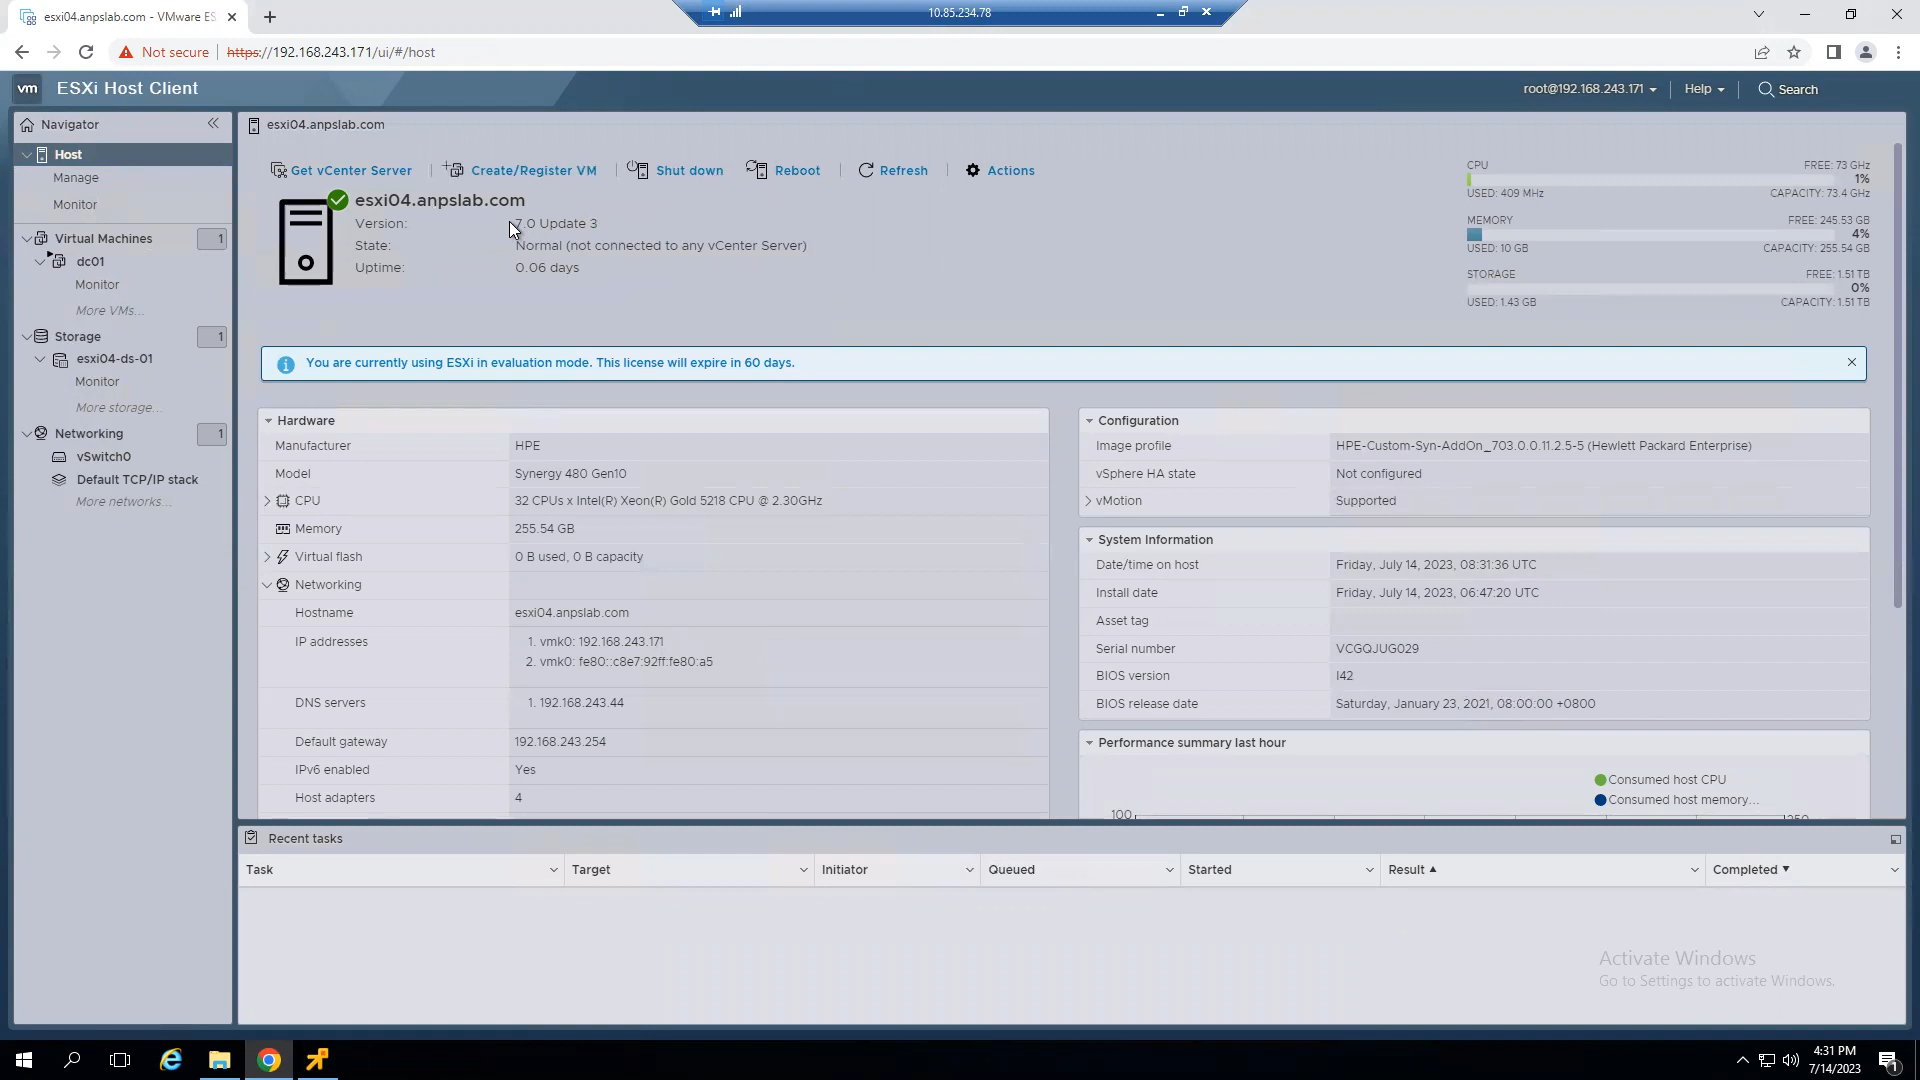 esxi04.anpslab.com - VMware ES
10.85.234.78
Not secure
https://192.168.243.171/ui/#/host
vm
ESXi Host Client
root@192.168.243.171
Help
Search
Navigator
Host
Manage
Monitor
Virtual Machines
1
dc01
Monitor
More VMs...
Storage
1
esxi04-ds-01
Monitor
More storage...
Networking
1
vSwitch0
Default TCP/IP stack
More networks...
esxi04.anpslab.com
Get vCenter Server
Create/Register VM
Shut down
Reboot
Refresh
Actions
esxi04.anpslab.com
Version: 7.0 Update 3
State: Normal (not connected to any vCenter Server)
Uptime: 0.06 days
CPU FREE: 73 GHz
1%
USED: 409 MHz CAPACITY: 73.4 GHz
MEMORY FREE: 245.53 GB
4%
USED: 10 GB CAPACITY: 255.54 GB
STORAGE FREE: 1.51 TB
0%
USED: 1.43 GB CAPACITY: 1.51 TB
You are currently using ESXi in evaluation mode. This license will expire in 60 days.
Hardware
Manufacturer HPE
Model Synergy 480 Gen10
CPU 32 CPUs x Intel(R) Xeon(R) Gold 5218 CPU @ 2.30GHz
Memory 255.54 GB
Virtual flash 0 B used, 0 B capacity
Networking
Hostname esxi04.anpslab.com
IP addresses 1. vmk0: 192.168.243.171
2. vmk0: fe80::c8e7:92ff:fe80:a5
DNS servers 1. 192.168.243.44
Default gateway 192.168.243.254
IPv6 enabled Yes
Host adapters 4
Configuration
Image profile HPE-Custom-Syn-AddOn_703.0.0.11.2.5-5 (Hewlett Packard Enterprise)
vSphere HA state Not configured
vMotion Supported
System Information
Date/time on host Friday, July 14, 2023, 08:31:36 UTC
Install date Friday, July 14, 2023, 06:47:20 UTC
Asset tag
Serial number VCGQJUG029
BIOS version I42
BIOS release date Saturday, January 23, 2021, 08:00:00 +0800
Performance summary last hour
Consumed host CPU
Consumed host memory...
100
Recent tasks
Task Target Initiator Queued Started Result Completed
Activate Windows
Go to Settings to activate Windows.
4:31 PM
7/14/2023
1